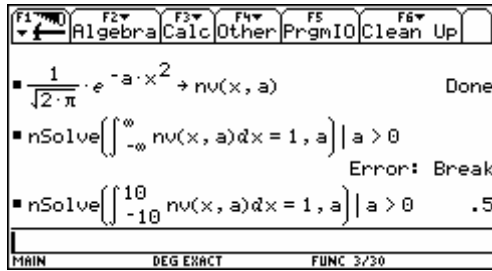 F1▼ F2▼ F3▼ F4▼ F5 F6▼
Algebra Calc Other PrgmIO Clean Up
▪ 1/√(2·π) · e^(-a·x²) → nv(x,a) Done
▪ nSolve(∫_{-∞}^{∞} nv(x,a)dx = 1, a) | a > 0
Error: Break
▪ nSolve(∫_{-10}^{10} nv(x,a)dx = 1, a) | a > 0 .5
MAIN DEG EXACT FUNC 3/30